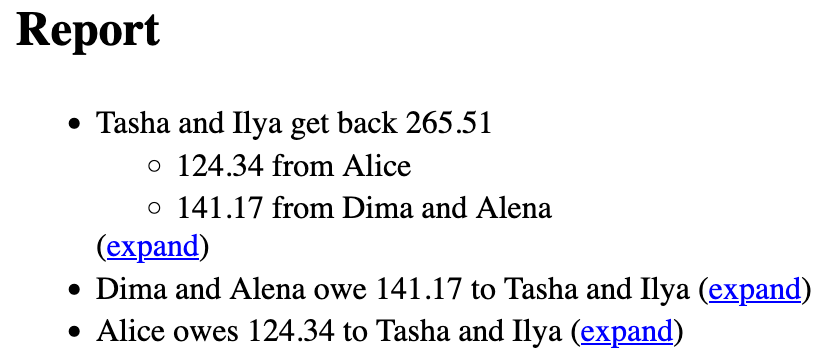 Report
• Tasha and Ilya get back 265.51
◦ 124.34 from Alice
◦ 141.17 from Dima and Alena
(expand)
• Dima and Alena owe 141.17 to Tasha and Ilya (expand)
• Alice owes 124.34 to Tasha and Ilya (expand)